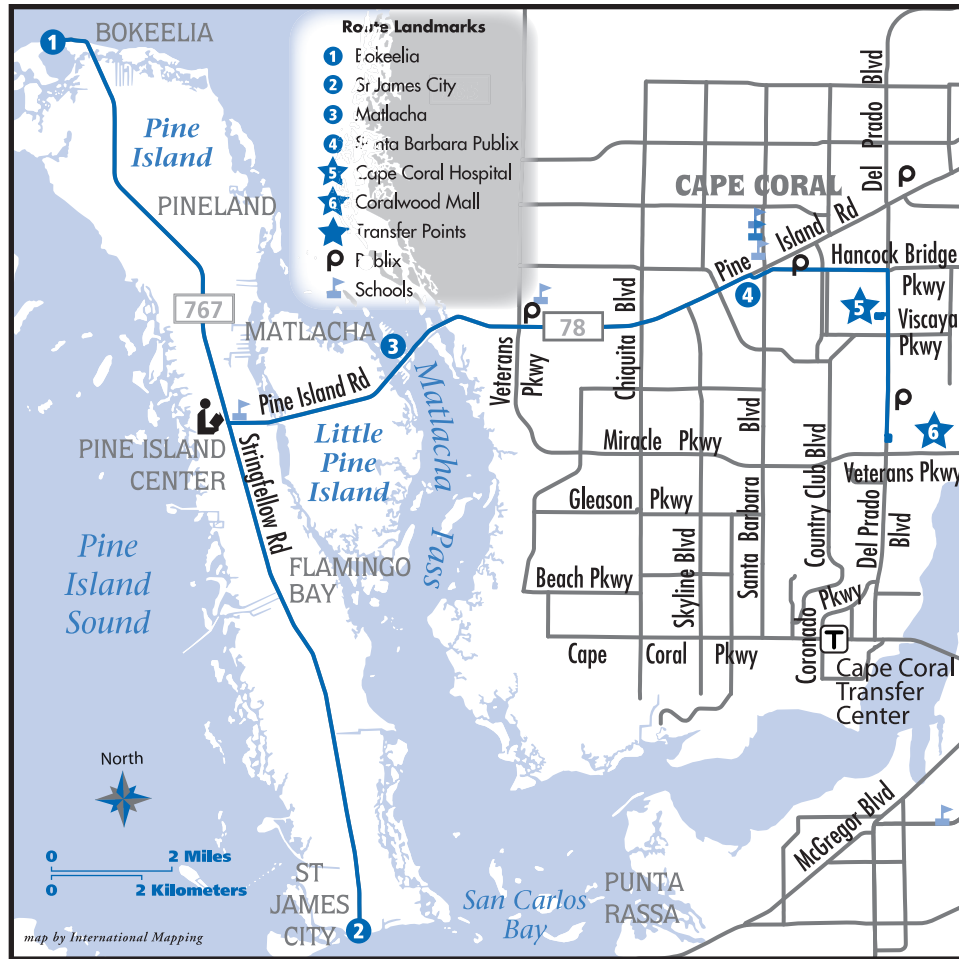 Route Landmarks
1 Bokeelia
2 St James City
3 Matlacha
4 Santa Barbara Publix
5 Cape Coral Hospital
6 Coralwood Mall
Transfer Points
P Publix
Schools
1
BOKEELIA
Pine
Island
PINELAND
767
MATLACHA
3
Pine Island Rd
PINE ISLAND
CENTER
Stringfellow Rd
Little
Pine
Island
Matlacha
Pass
Pine
Island
Sound
FLAMINGO
BAY
North
0 2 Miles
0 2 Kilometers
ST
JAMES
CITY
2
map by International Mapping
San Carlos
Bay
PUNTA
RASSA
McGregor Blvd
CAPE CORAL
Del Prado Blvd
P
Pine Island Rd
P
Hancock Bridge
Pkwy
4
5
Viscaya
Pkwy
P
78
Veterans
Pkwy
Chiquita Blvd
P
6
Miracle Pkwy
Veterans Pkwy
Gleason Pkwy
Skyline Blvd
Santa Barbara Blvd
Country Club Blvd
Del Prado
Blvd
Beach Pkwy
Coronado Pkwy
Cape Coral Pkwy
T
Cape Coral
Transfer
Center